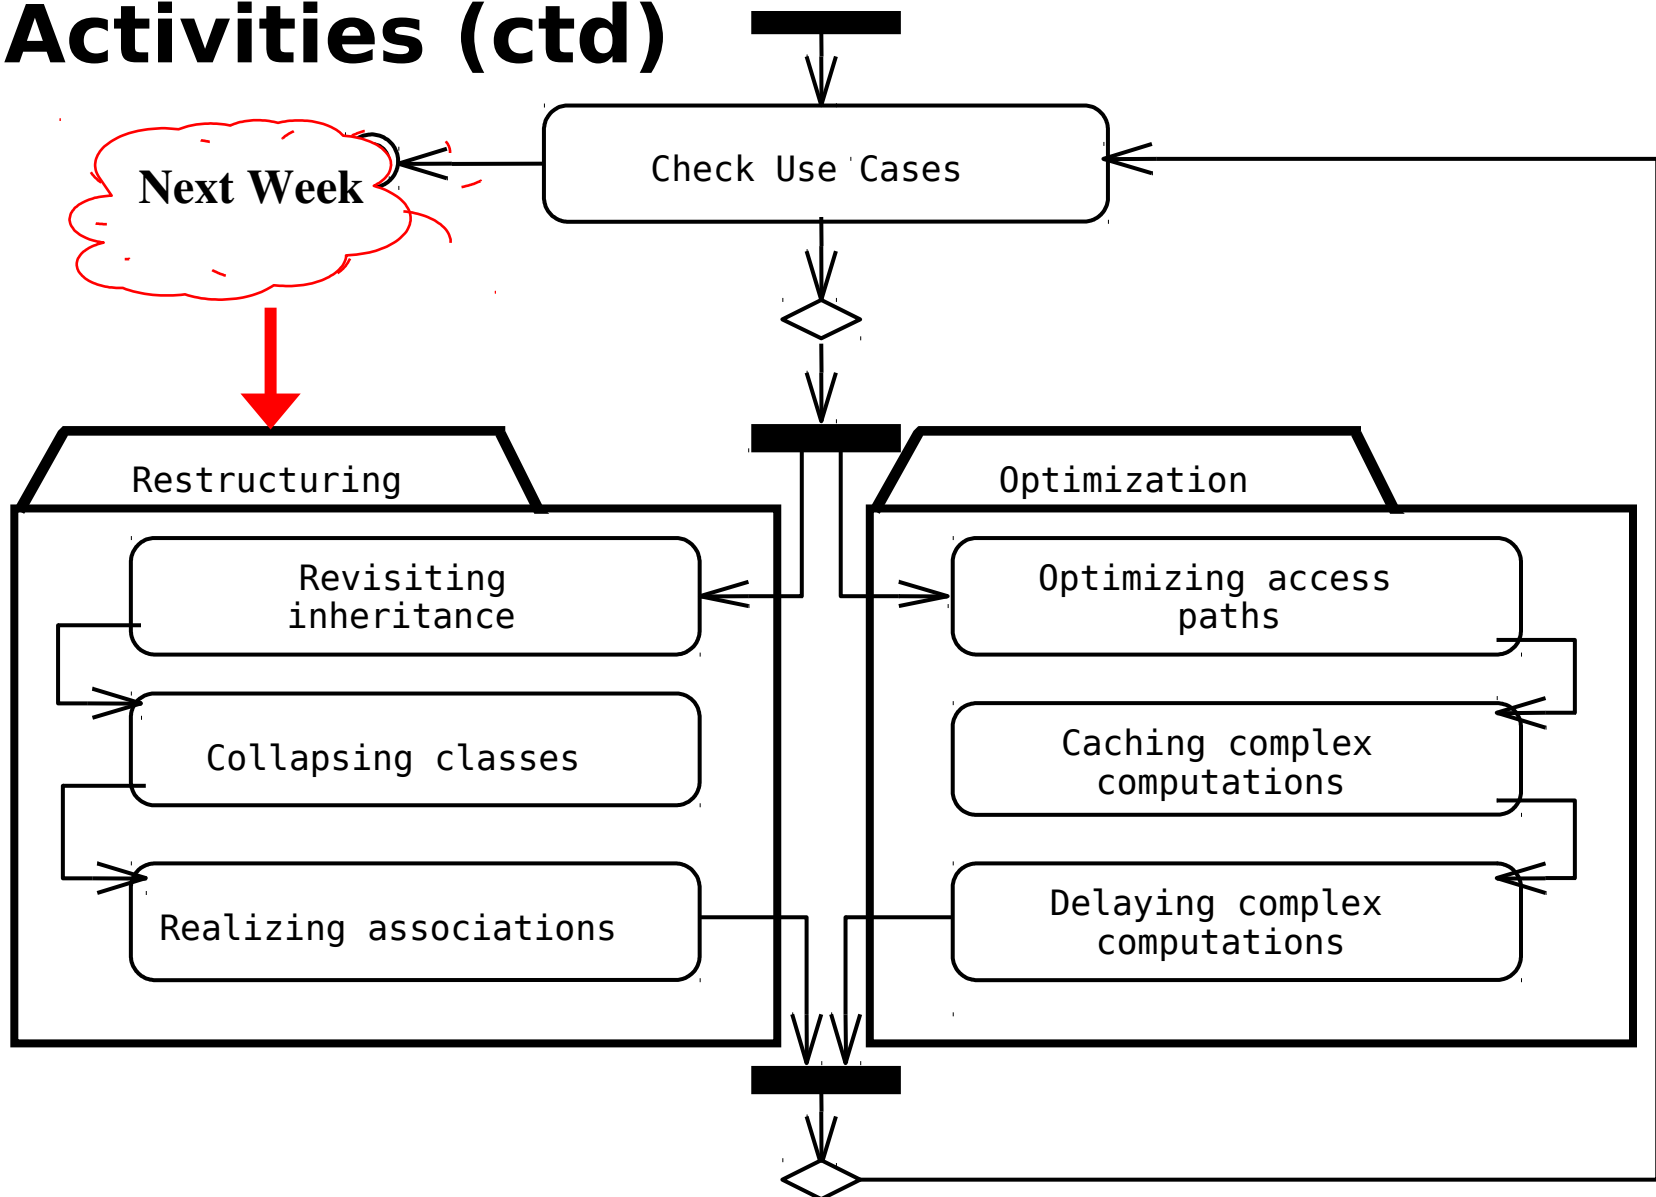 Activities (ctd)
Check Use Cases
Next Week
Restructuring
Optimization
Revisiting
inheritance
Optimizing access
paths
Collapsing classes
Caching complex
computations
Realizing associations
Delaying complex
computations